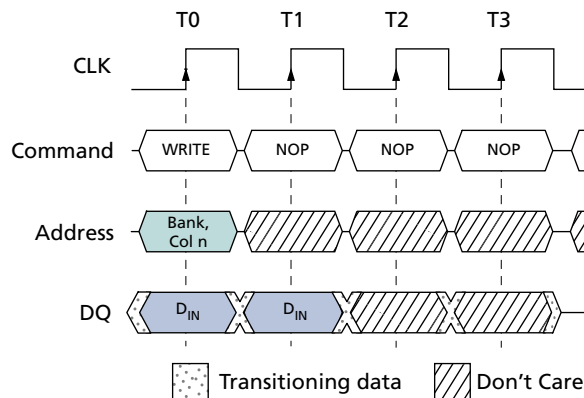 T0 T1 T2 T3
CLK
Command WRITE NOP NOP NOP
Address Bank,
Col n
DQ DIN DIN
Transitioning data Don't Care